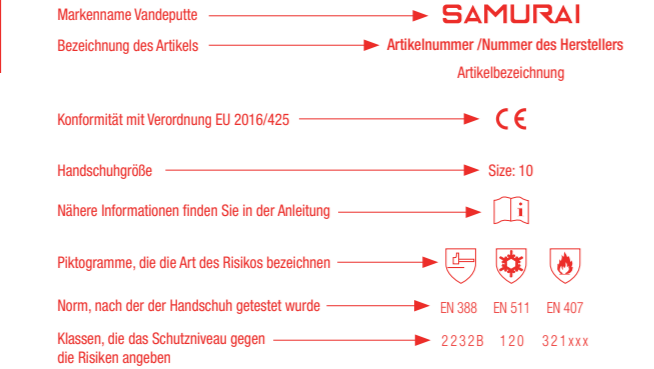 Markenname Vandeputte SAMURAI
Bezeichnung des Artikels Artikelnummer /Nummer des Herstellers
Artikelbezeichnung
Konformität mit Verordnung EU 2016/425 CE
Handschuhgröße Size: 10
Nähere Informationen finden Sie in der Anleitung i
Piktogramme, die die Art des Risikos bezeichnen
Norm, nach der der Handschuh getestet wurde EN 388 EN 511 EN 407
Klassen, die das Schutzniveau gegen 2232B 120 321xxx
die Risiken angeben